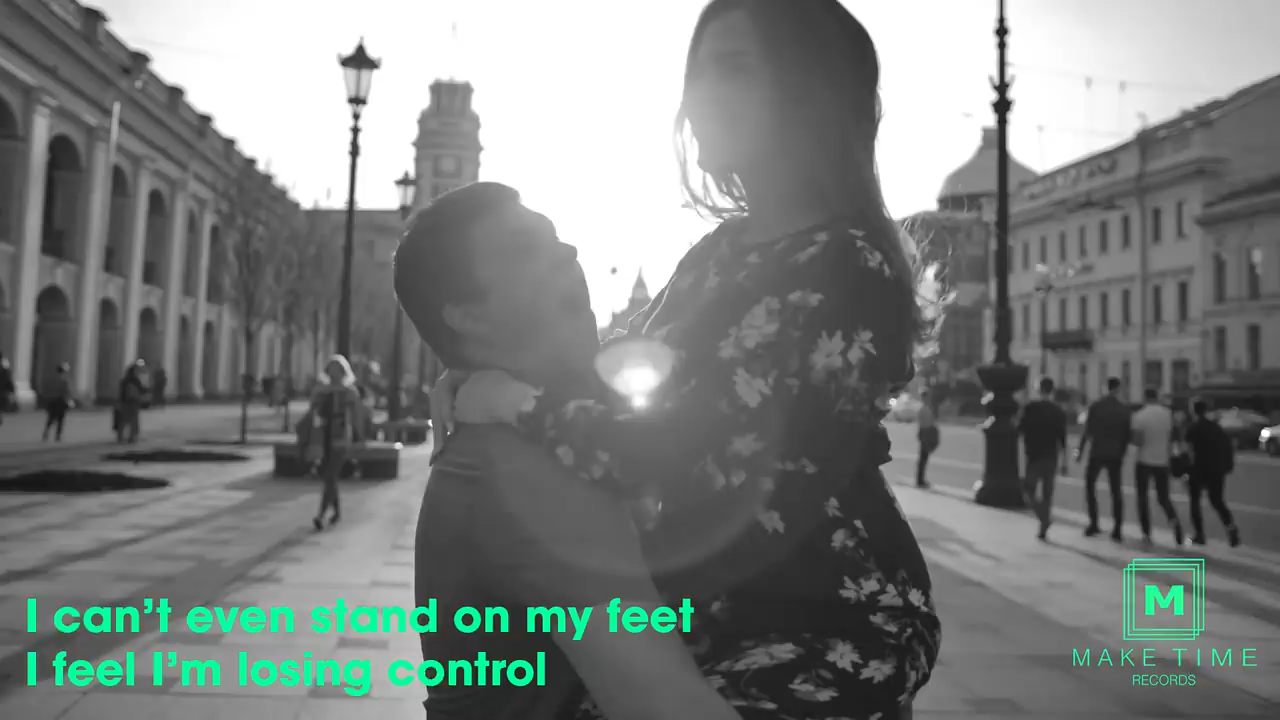 I can't even stand on my feet
I feel I'm losing control
M
MAKE TIME
RECORDS